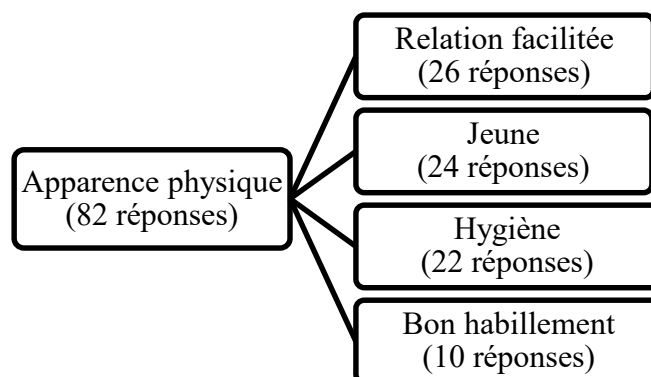 Apparence physique
(82 réponses)
Relation facilitée
(26 réponses)
Jeune
(24 réponses)
Hygiène
(22 réponses)
Bon habillement
(10 réponses)